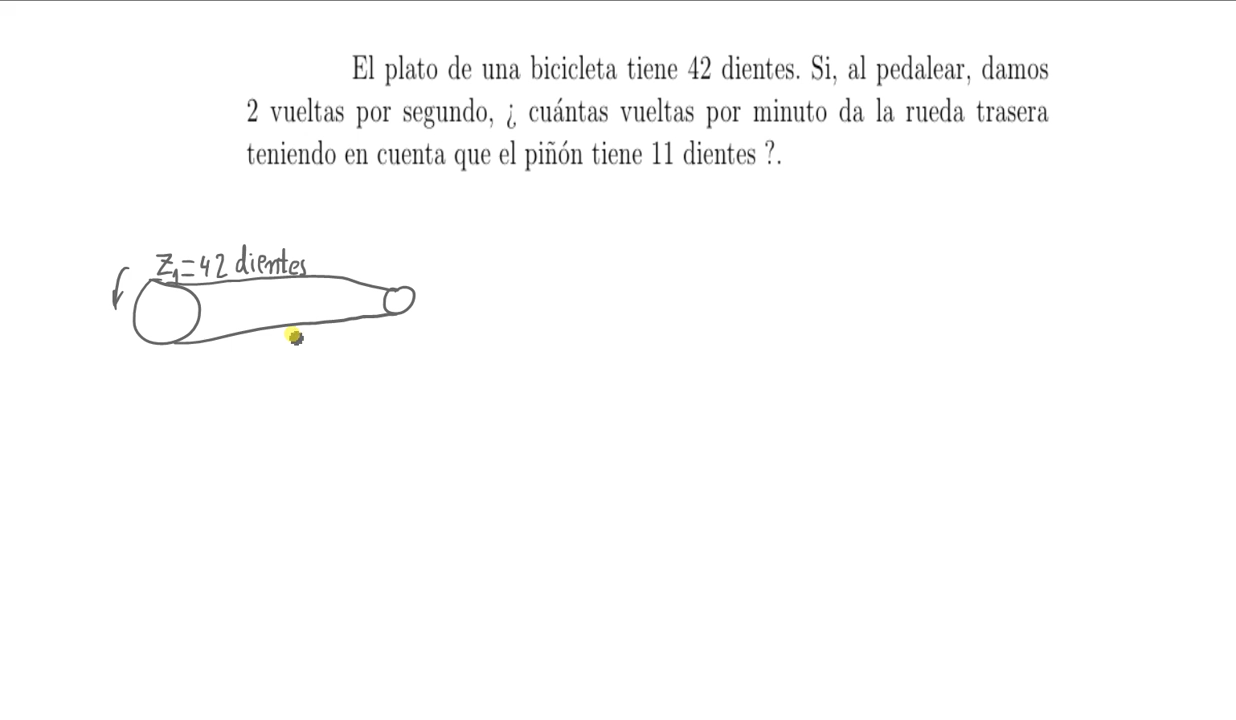 El plato de una bicicleta tiene 42 dientes. Si, al pedalear, damos
2 vueltas por segundo, ¿ cuántas vueltas por minuto da la rueda trasera
teniendo en cuenta que el piñón tiene 11 dientes ?.
Z₁=42 dientes